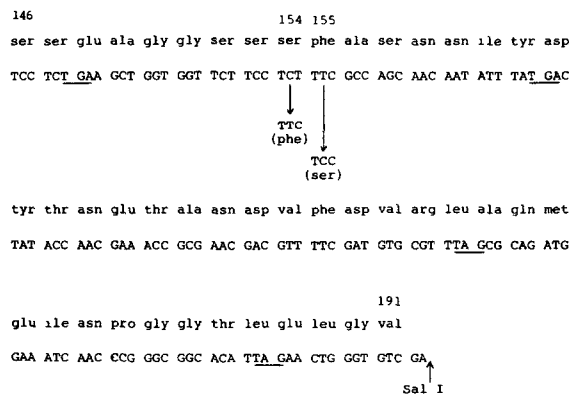 146
154 155
ser ser glu ala gly gly ser ser ser phe ala ser asn asn ile tyr asp
TCC TCT GAA GCT GGT GGT TCT TCC TCT TTC GCC AGC AAC AAT ATT TAT GAC
TTC
(phe)
TCC
(ser)
tyr thr asn glu thr ala asn asp val phe asp val arg leu ala gln met
TAT ACC AAC GAA ACC GCG AAC GAC GTT TTC GAT GTG CGT TTA GCG CAG ATG
191
glu ile asn pro gly gly thr leu glu leu gly val
GAA ATC AAC CCG GGC GGC ACA TTA GAA CTG GGT GTC GA
Sal I